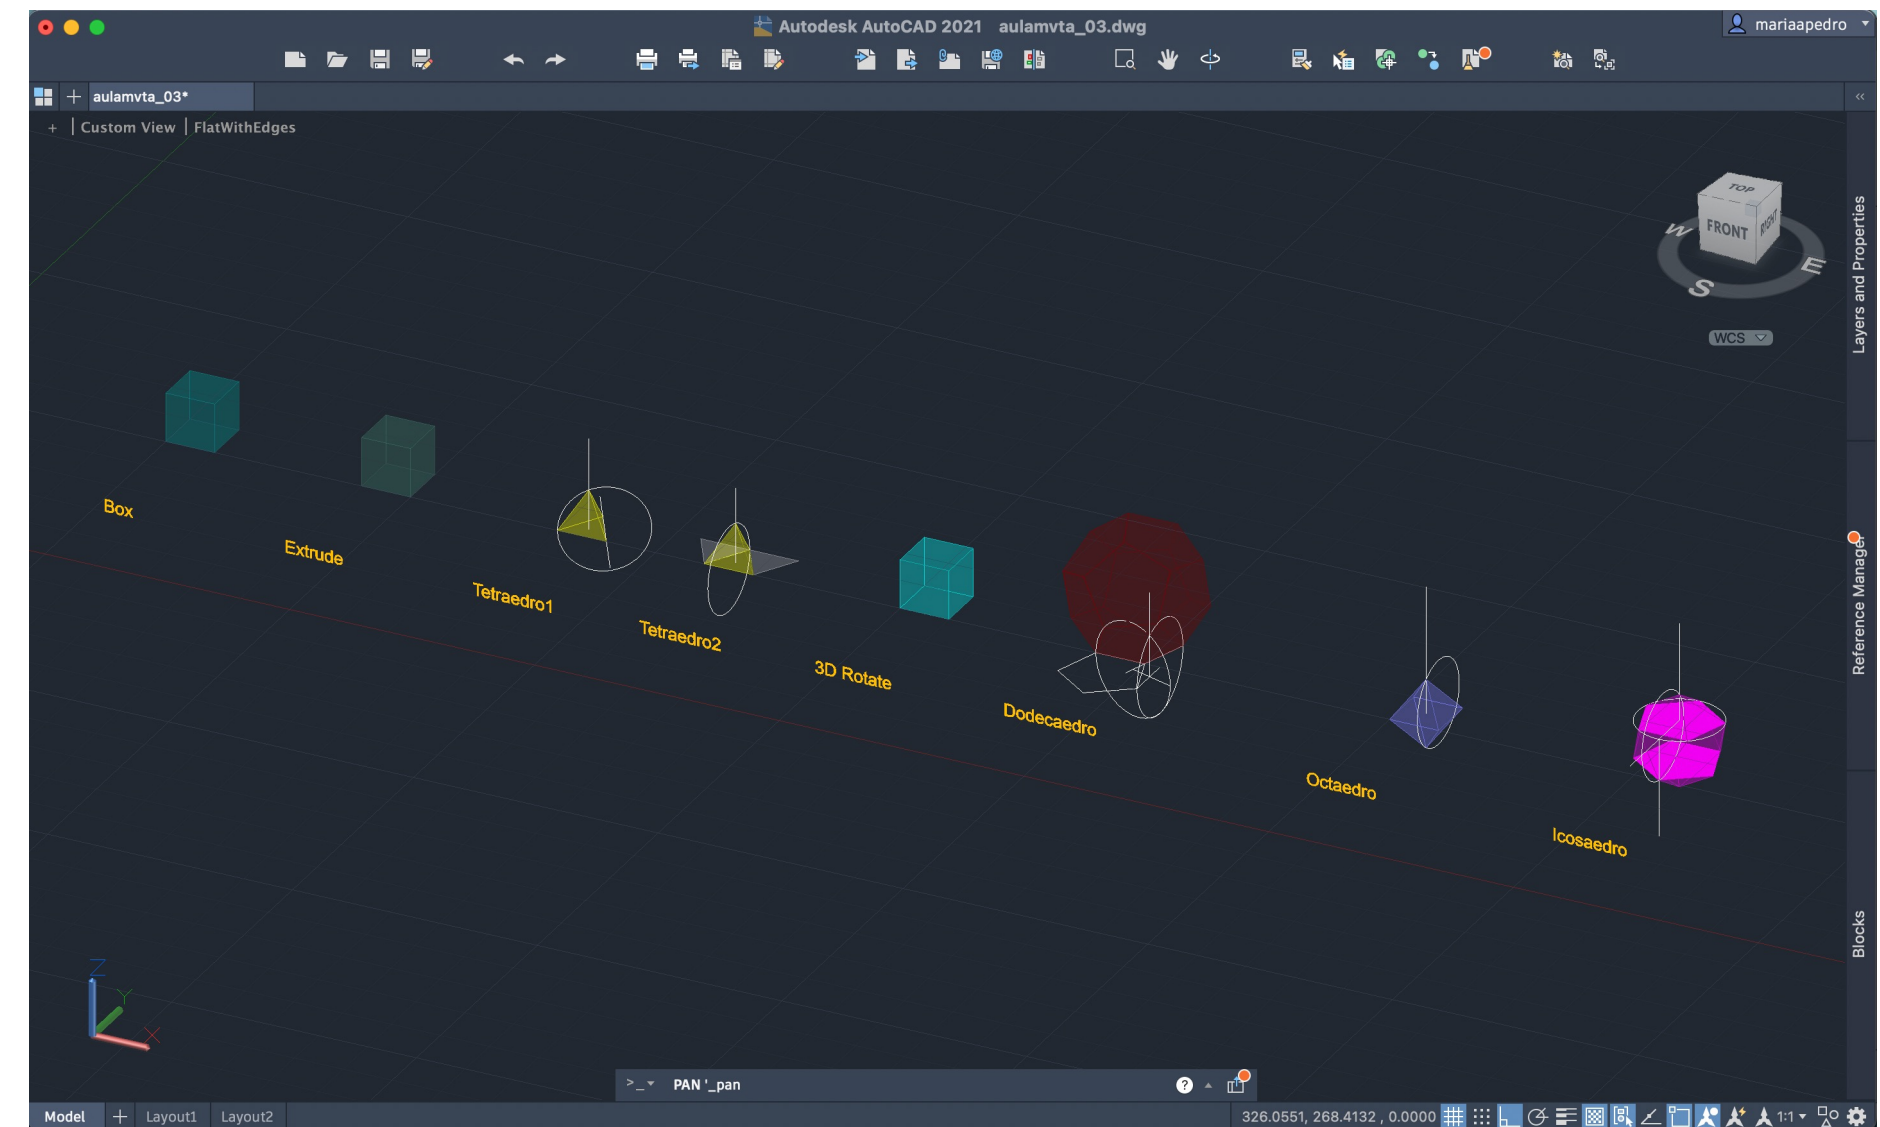 Autodesk AutoCAD 2021 aulamvta_03.dwg
mariaapedro
aulamvta_03*
+ | Custom View | FlatWithEdges
TOP
FRONT
RIGHT
W
S
E
WCS
Layers and Properties
Reference Manager
Blocks
Box
Extrude
Tetraedro1
Tetraedro2
3D Rotate
Dodecaedro
Octaedro
Icosaedro
Z
Y
X
>_ PAN '_pan
Model + Layout1 Layout2
326.0551, 268.4132 , 0.0000
1:1